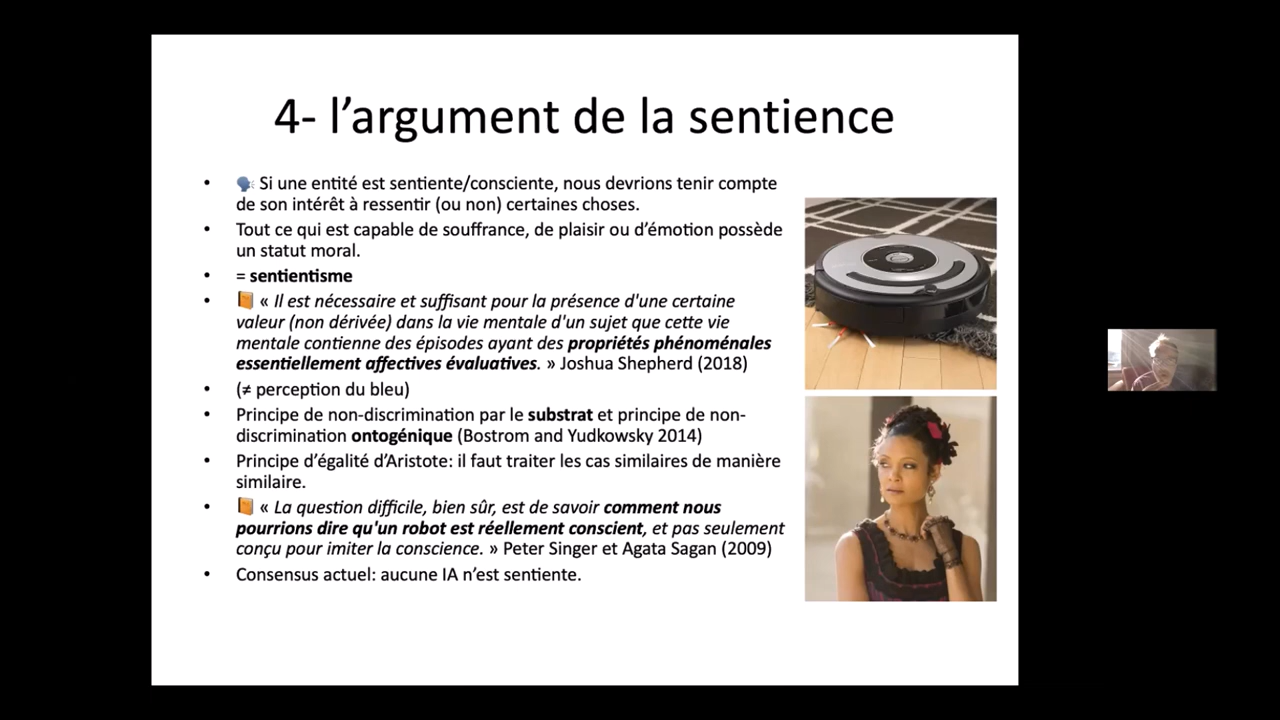 4- l’argument de la sentience
• 🗣 Si une entité est sentiente/consciente, nous devrions tenir compte
de son intérêt à ressentir (ou non) certaines choses.
• Tout ce qui est capable de souffrance, de plaisir ou d’émotion possède
un statut moral.
• = sentientisme
• 📙 « Il est nécessaire et suffisant pour la présence d'une certaine
valeur (non dérivée) dans la vie mentale d'un sujet que cette vie
mentale contienne des épisodes ayant des propriétés phénoménales
essentiellement affectives évaluatives. » Joshua Shepherd (2018)
• (≠ perception du bleu)
• Principe de non-discrimination par le substrat et principe de non-
discrimination ontogénique (Bostrom and Yudkowsky 2014)
• Principe d’égalité d’Aristote: il faut traiter les cas similaires de manière
similaire.
• 📙 « La question difficile, bien sûr, est de savoir comment nous
pourrions dire qu'un robot est réellement conscient, et pas seulement
conçu pour imiter la conscience. » Peter Singer et Agata Sagan (2009)
• Consensus actuel: aucune IA n’est sentiente.